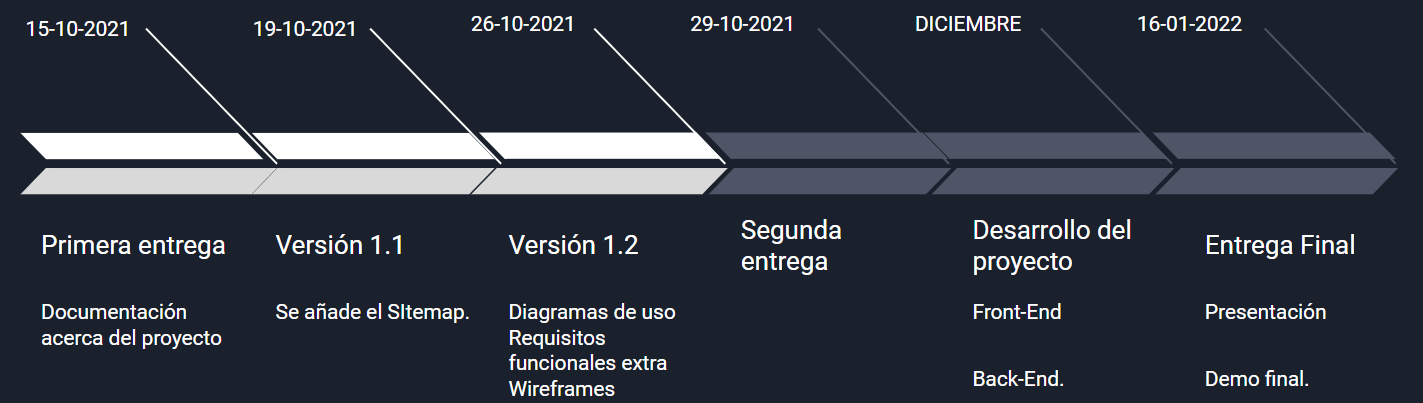 15-10-2021
19-10-2021
26-10-2021
29-10-2021
DICIEMBRE
16-01-2022
Primera entrega
Documentación
acerca del proyecto
Versión 1.1
Se añade el SItemap.
Versión 1.2
Diagramas de uso
Requisitos
funcionales extra
Wireframes
Segunda
entrega
Desarrollo del
proyecto
Front-End
Back-End.
Entrega Final
Presentación
Demo final.